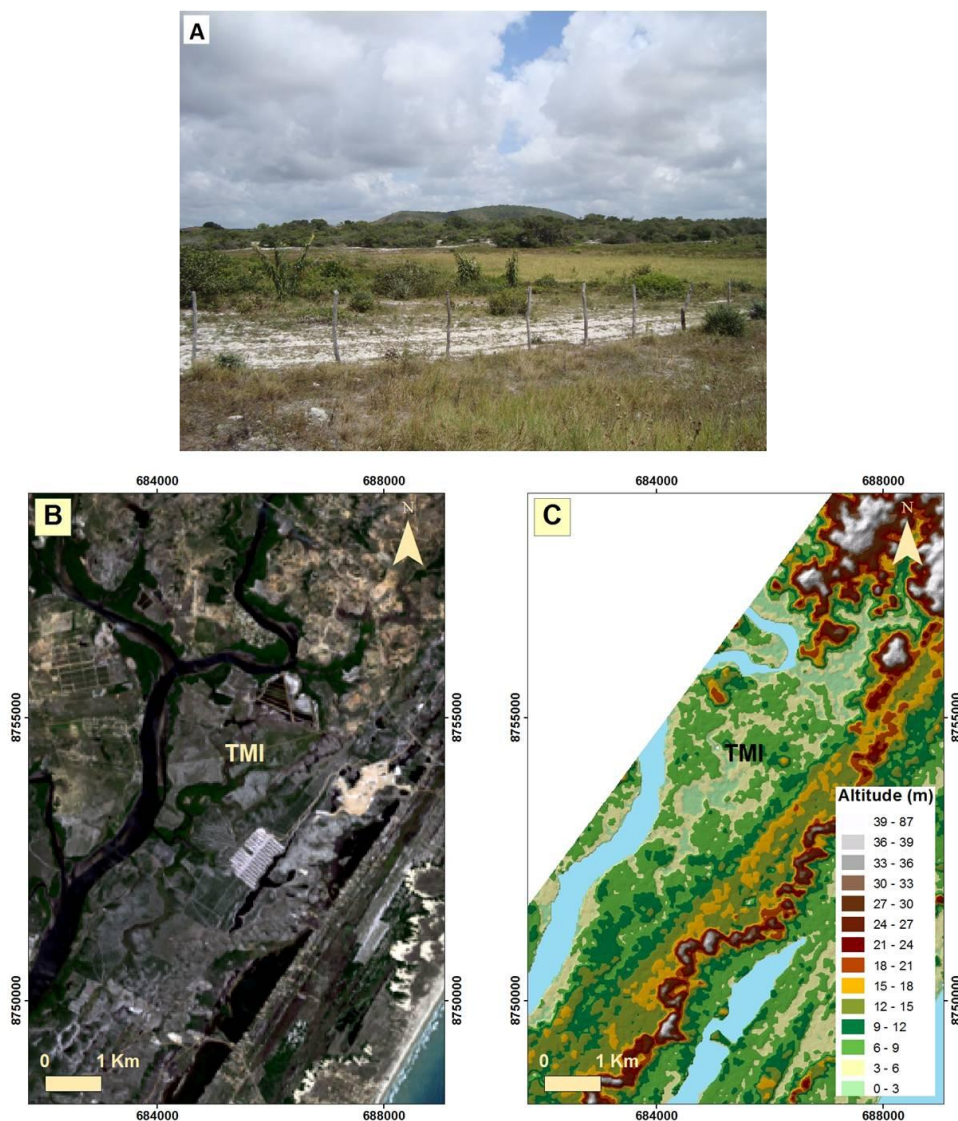 A
684000 688000
B
N
8755000
TMI
8750000
0 1 Km
684000 688000
684000 688000
C
N
8755000
8755000
TMI
Altitude (m)
39 - 87
36 - 39
33 - 36
30 - 33
27 - 30
24 - 27
21 - 24
18 - 21
15 - 18
12 - 15
9 - 12
6 - 9
3 - 6
0 - 3
8750000
8750000
0 1 Km
684000 688000